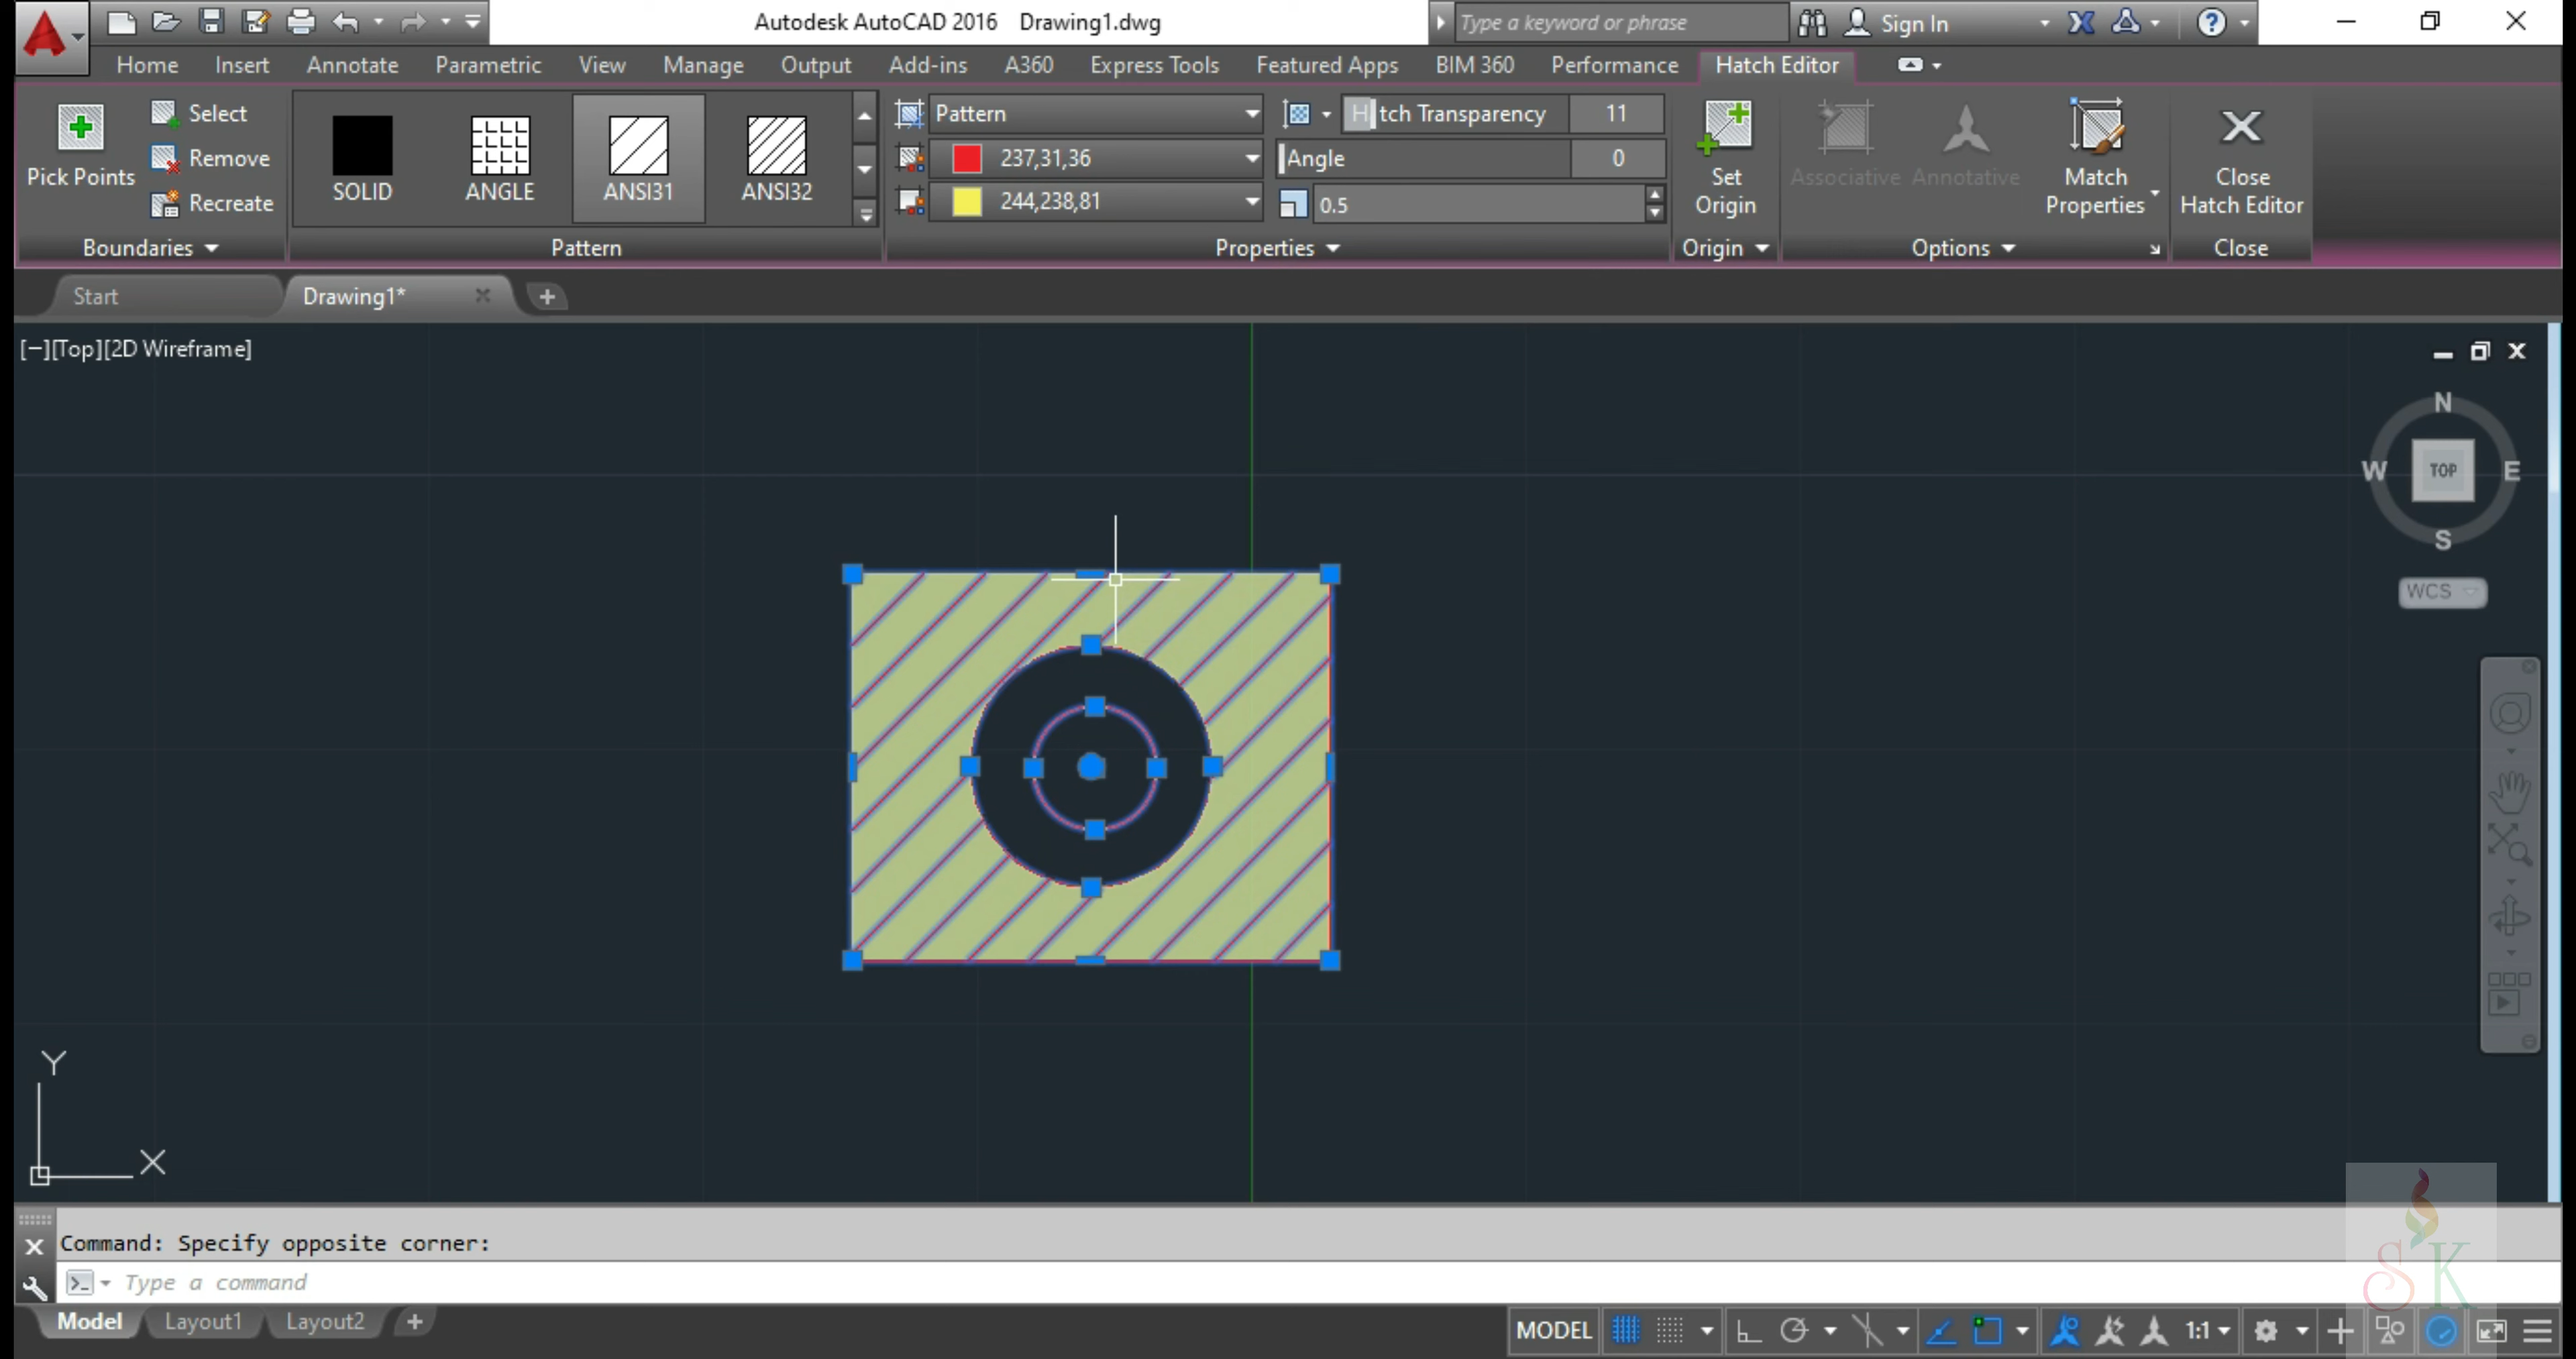 Autodesk AutoCAD 2016 Drawing1.dwg
Type a keyword or phrase
Sign In
Home Insert Annotate Parametric View Manage Output Add-ins A360 Express Tools Featured Apps BIM 360 Performance Hatch Editor
Pick Points
Select
Remove
Recreate
Boundaries
SOLID
ANGLE
ANSI31
ANSI32
Pattern
Pattern
237,31,36
244,238,81
Htch Transparency 11
Angle 0
0.5
Properties
Set
Origin
Origin
Associative
Annotative
Match
Properties
Options
Close
Hatch Editor
Close
Start
Drawing1*
[−][Top][2D Wireframe]
N
W TOP E
S
WCS
Y
X
Command: Specify opposite corner:
Type a command
Model Layout1 Layout2
MODEL
1:1
SK